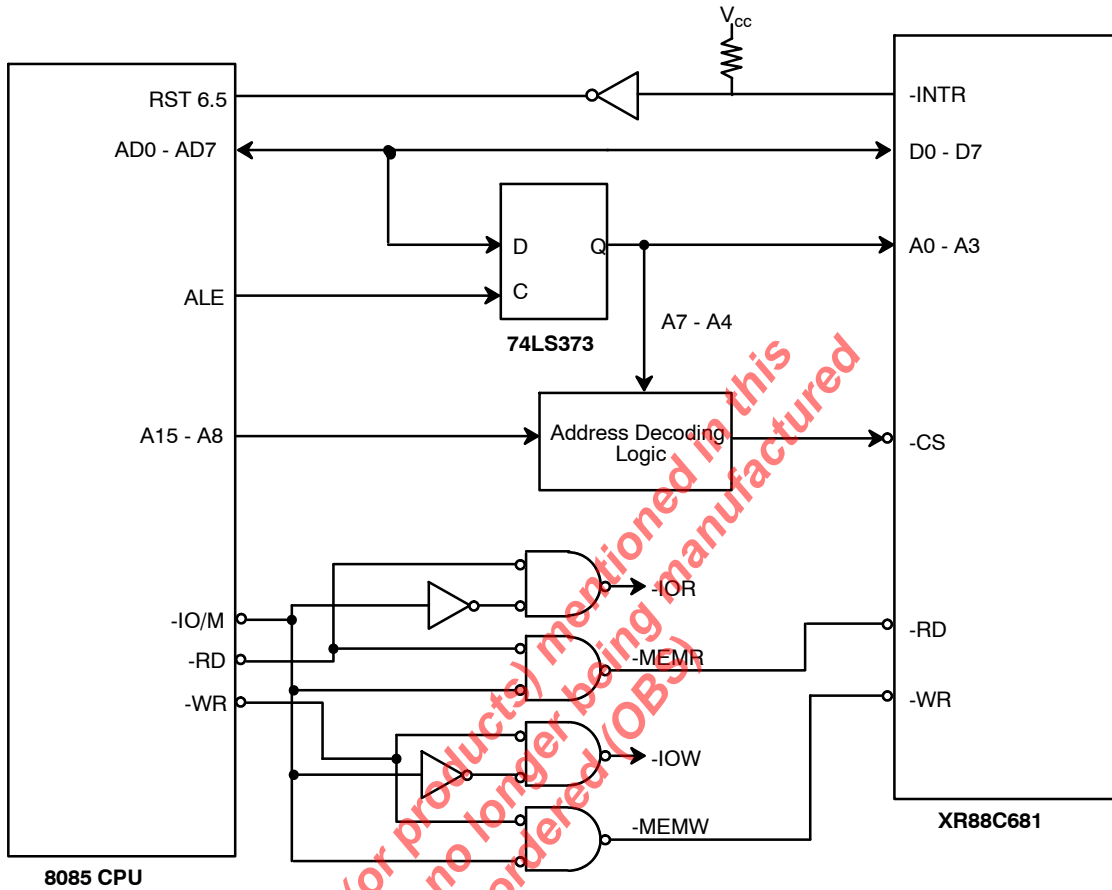 Vcc
RST 6.5
-INTR
AD0 - AD7
D0 - D7
D
Q
A0 - A3
ALE
C
74LS373
A7 - A4
A15 - A8
Address Decoding
Logic
-CS
-IOR
-IO/M
-RD
-MEMR
-RD
-WR
-WR
-IOW
-MEMW
XR88C681
8085 CPU
(or products) mentioned in this
no longer being manufactured
ordered (OBS)